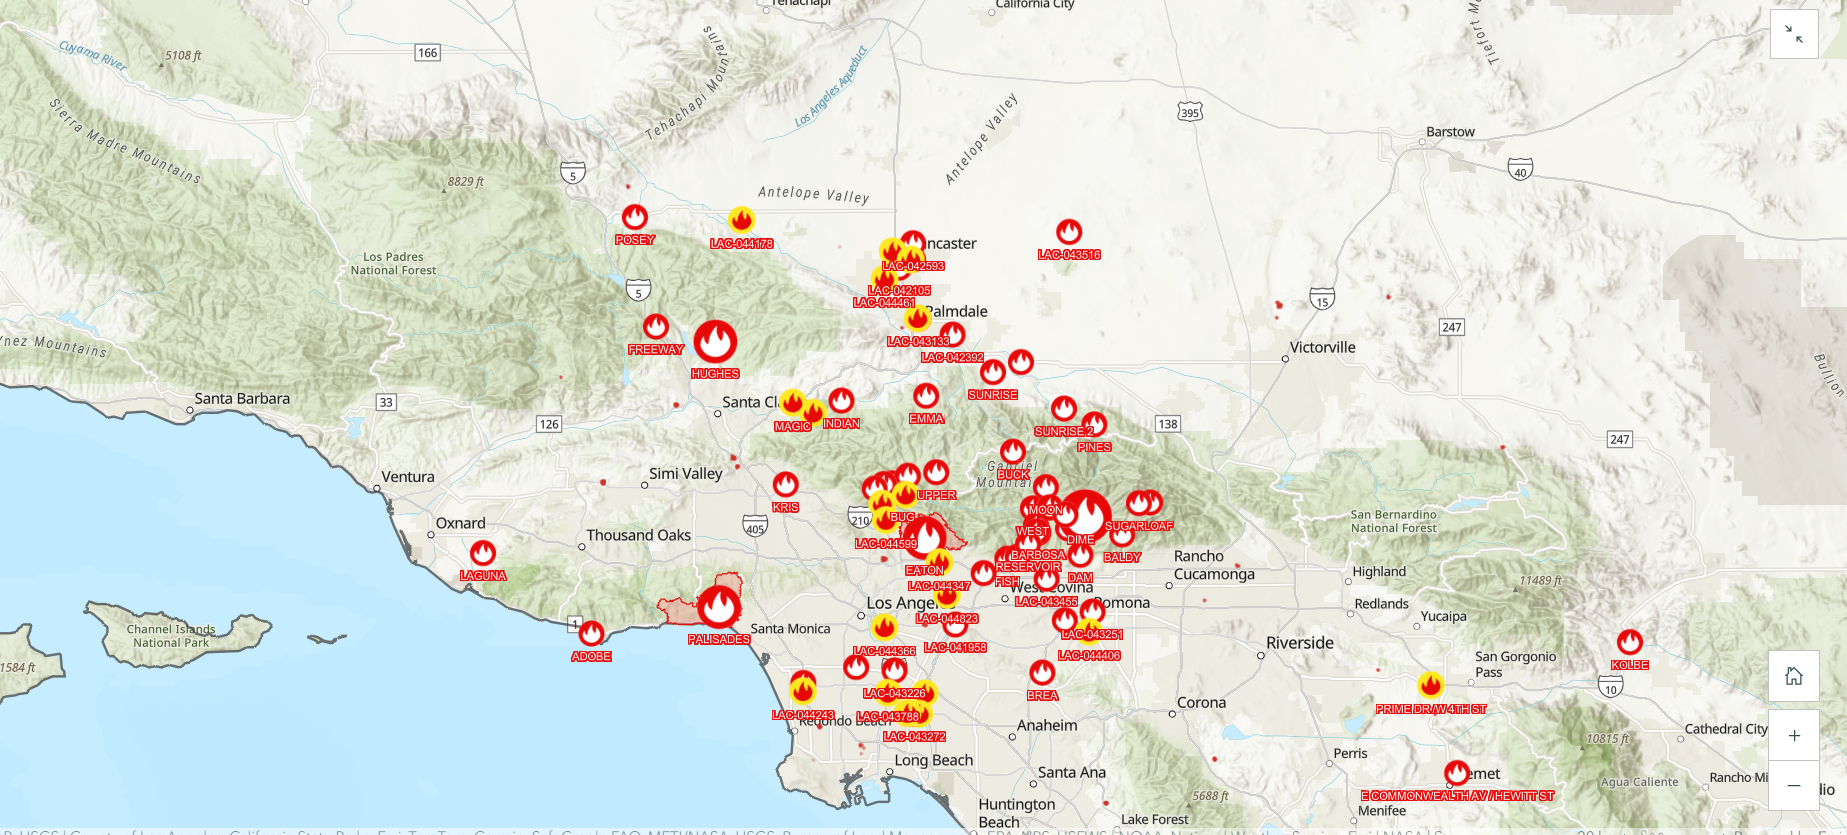 Tehachapi
California City
Cuyama River
5108 ft
166
Tehachapi Mountains
Los Angeles Aqueduct
Tiefort Mo
395
Antelope Valley
Barstow
Sierra Madre Mountains
5
40
8829 ft
Antelope Valley
POSEY
LAC-044178
ncaster
LAC-042593
LAC-043516
Los Padres
National Forest
LAC-042105
LAC-044461
5
15
Palmdale
247
LAC-043133
LAC-042392
nez Mountains
FREEWAY
HUGHES
Victorville
Bullion
Santa Barbara
33
126
Santa Cla
MAGIC
INDIAN
EMMA
SUNRISE
SUNRISE 2
PINES
138
247
Ventura
Simi Valley
KRIS
BUCK
Gabriel
Mountains
UPPER
BUG
MOON
WEST
DIME
SUGARLOAF
San Bernardino
National Forest
Oxnard
405
210
Thousand Oaks
LAC-044599
BARBOSA
RESERVOIR
BALDY
LAGUNA
EATON
LAC-044347
FISH
DAM
West Covina
Rancho
Cucamonga
Highland
11489 ft
LAC-043455
Los Angeles
Pomona
Redlands
Yucaipa
Channel Islands
National Park
1
PALISADES
Santa Monica
LAC-044823
LAC-043251
ADOBE
LAC-044366
LAC-041958
LAC-044406
Riverside
San Gorgonio
Pass
KOLBE
1584 ft
10
LAC-043226
BREA
PRIME DR /W 4TH ST
LAC-044243
Redondo Beach
LAC-043788
LAC-043272
Corona
Anaheim
Cathedral City
10815 ft
Perris
Long Beach
Santa Ana
emet
Agua Caliente
Rancho Mi
dio
E COMMONWEALTH AV / HEWITT ST
Huntington
Beach
5688 ft
Menifee
Lake Forest